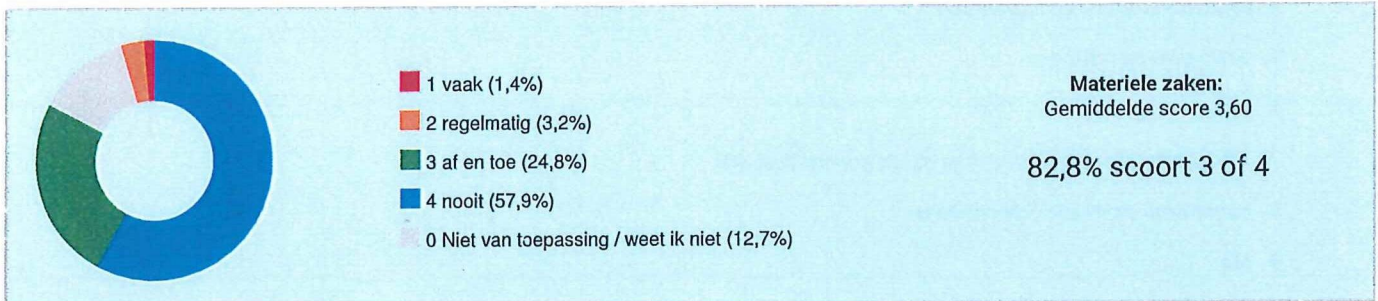 1 vaak (1,4%)
2 regelmatig (3,2%)
3 af en toe (24,8%)
4 nooit (57,9%)
0 Niet van toepassing / weet ik niet (12,7%)
Materiele zaken:
Gemiddelde score 3,60
82,8% scoort 3 of 4